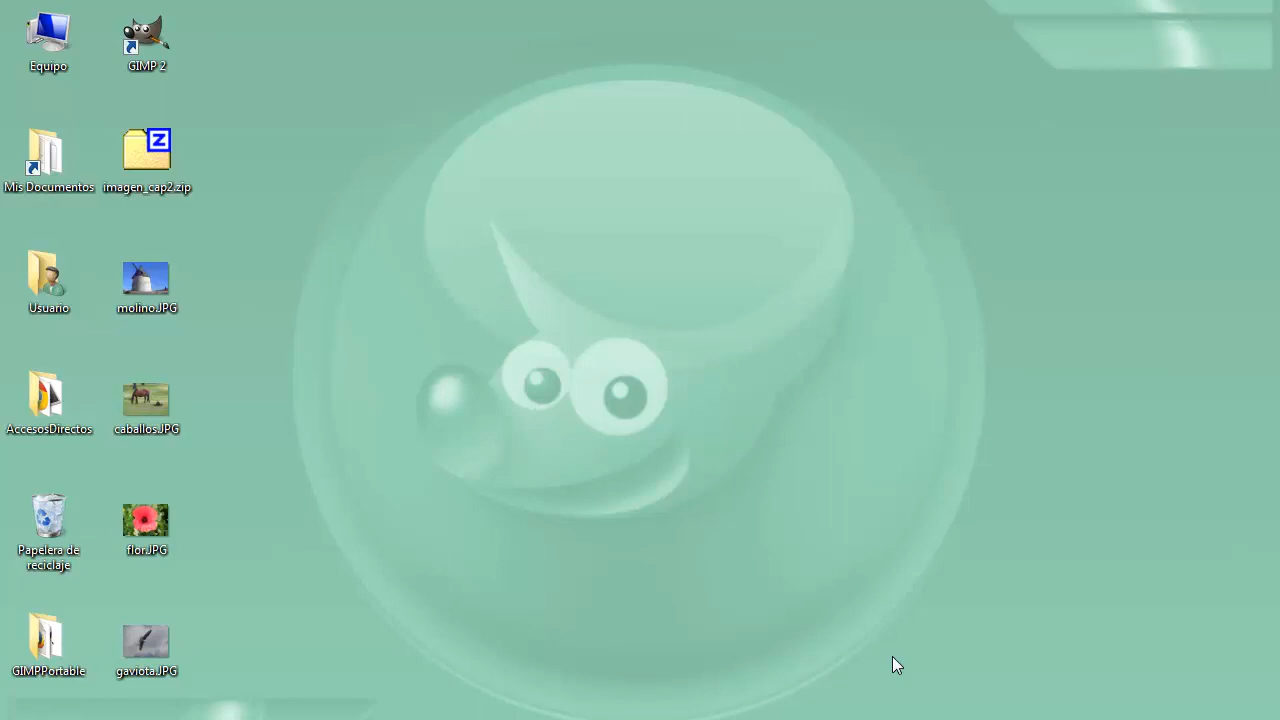 Equipo
GIMP 2
Mis Documentos
imagen_cap2.zip
Usuario
molino.JPG
AccesosDirectos
caballos.JPG
Papelera de
reciclaje
flor.JPG
GIMPPortable
gaviota.JPG